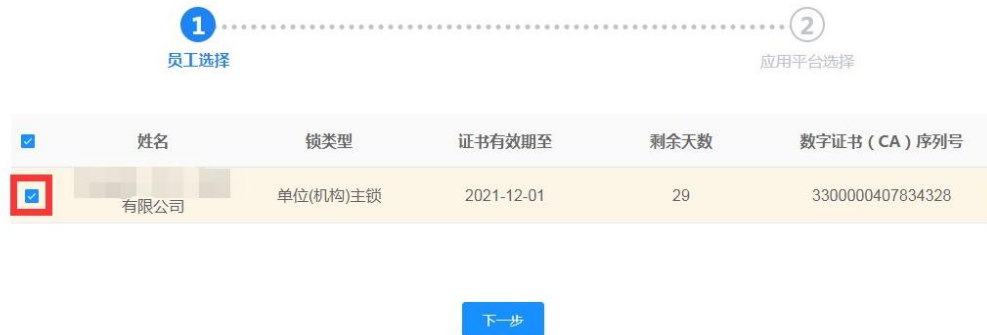 1 2
员工选择 应用平台选择
姓名 锁类型 证书有效期至 剩余天数 数字证书（CA）序列号
有限公司 单位(机构)主锁 2021-12-01 29 3300000407834328
下一步